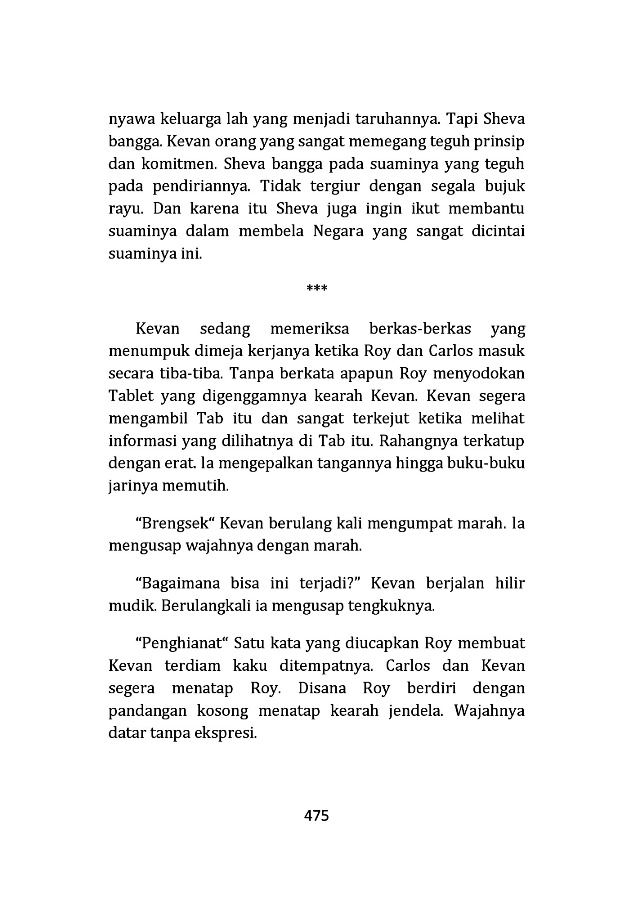 nyawa keluarga lah yang menjadi taruhannya. Tapi Sheva
bangga. Kevan orang yang sangat memegang teguh prinsip
dan komitmen. Sheva bangga pada suaminya yang teguh
pada pendiriannya. Tidak tergiur dengan segala bujuk
rayu. Dan karena itu Sheva juga ingin ikut membantu
suaminya dalam membela Negara yang sangat dicintai
suaminya ini.
***
Kevan sedang memeriksa berkas-berkas yang
menumpuk dimeja kerjanya ketika Roy dan Carlos masuk
secara tiba-tiba. Tanpa berkata apapun Roy menyodokan
Tablet yang digenggamnya kearah Kevan. Kevan segera
mengambil Tab itu dan sangat terkejut ketika melihat
informasi yang dilihatnya di Tab itu. Rahangnya terkatup
dengan erat. Ia mengepalkan tangannya hingga buku-buku
jarinya memutih.
“Brengsek“ Kevan berulang kali mengumpat marah. Ia
mengusap wajahnya dengan marah.
“Bagaimana bisa ini terjadi?” Kevan berjalan hilir
mudik. Berulangkali ia mengusap tengkuknya.
“Penghianat“ Satu kata yang diucapkan Roy membuat
Kevan terdiam kaku ditempatnya. Carlos dan Kevan
segera menatap Roy. Disana Roy berdiri dengan
pandangan kosong menatap kearah jendela. Wajahnya
datar tanpa ekspresi.
475